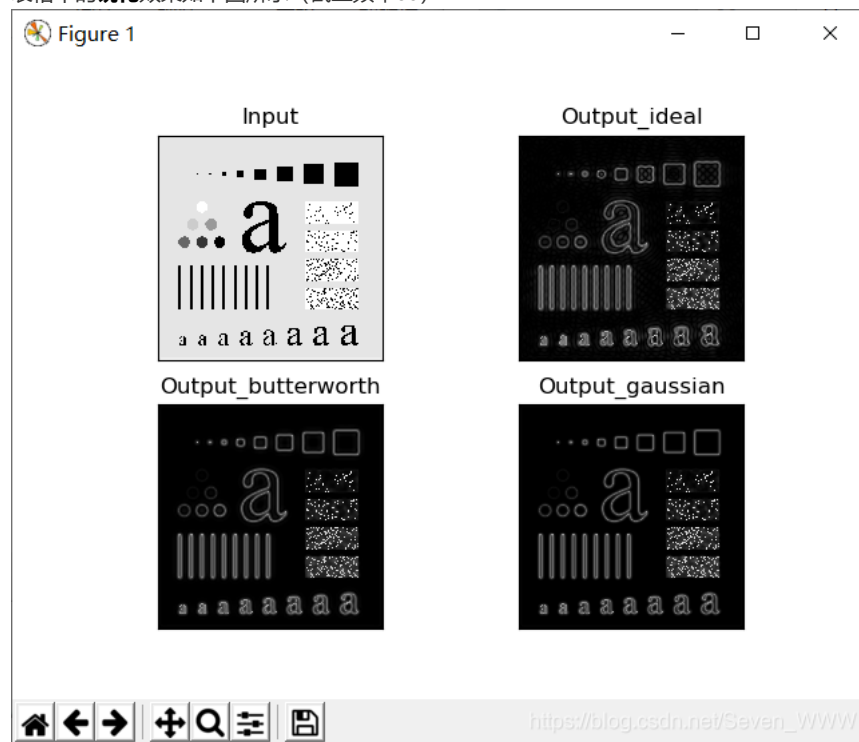 Figure 1
Input
Output_ideal
a
a a a a a a a a
a
a a a a a a a a
Output_butterworth
Output_gaussian
a
a a a a a a a a
a
a a a a a a a a
https://blog.csdn.net/Seven_WWW